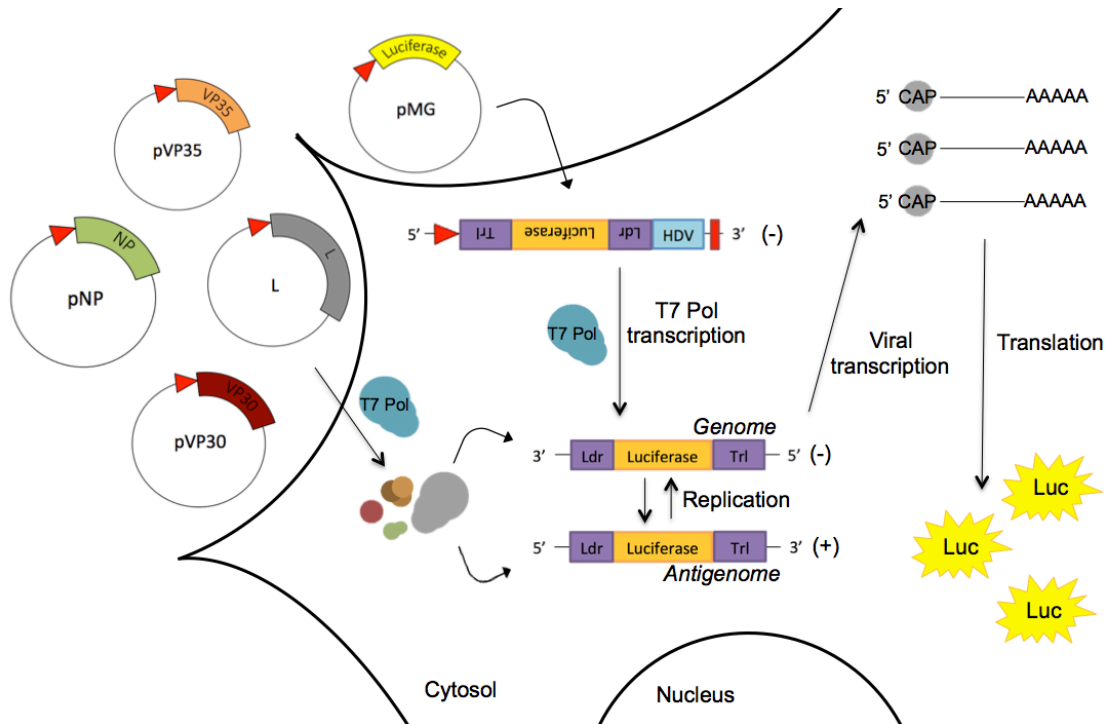 Luciferase
pMG
VP35
pVP35
NP
pNP
L
L
VP30
pVP30
5’ CAP AAAAA
5’ CAP AAAAA
5’ CAP AAAAA
5’ Trl Luciferase Ldr HDV 3’ (-)
T7 Pol
T7 Pol
transcription
Viral
transcription
Translation
T7 Pol
Genome
3’ Ldr Luciferase Trl 5’ (-)
Replication
5’ Ldr Luciferase Trl 3’ (+)
Antigenome
Luc
Luc
Luc
Cytosol
Nucleus